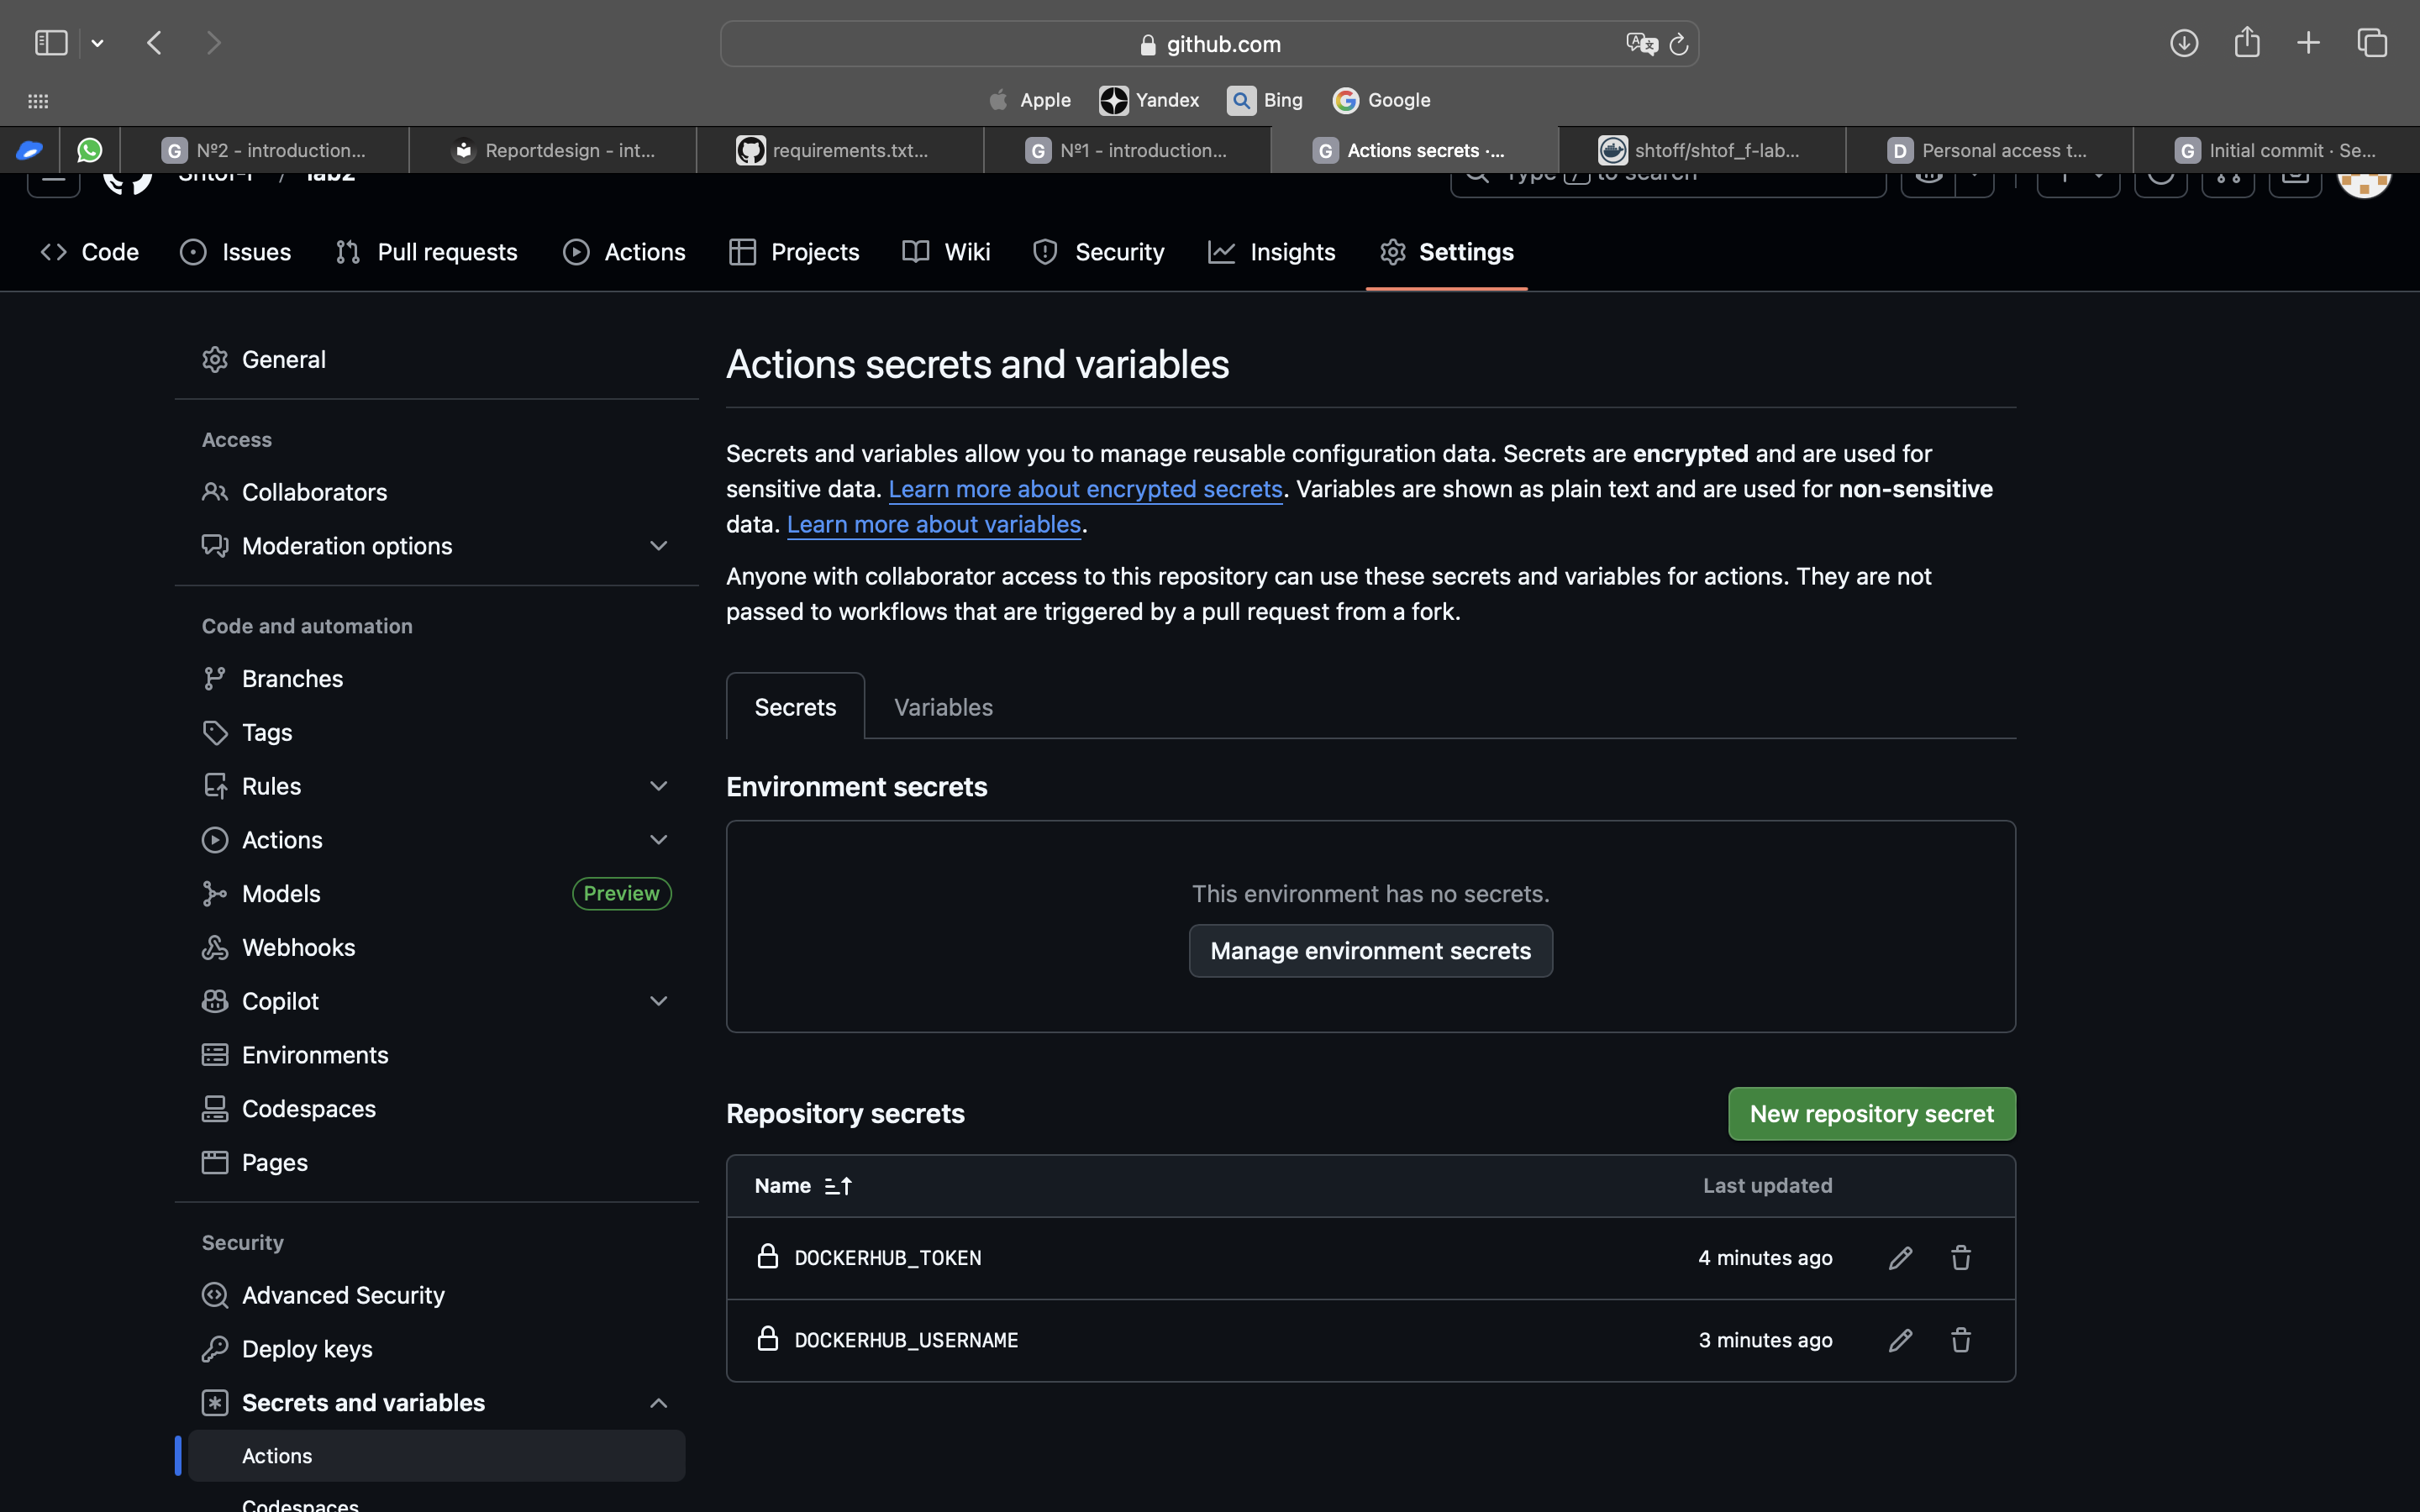 github.com
Apple
Yandex
Bing
Google
Nº2 - introduction...
Reportdesign - int...
requirements.txt...
Nº1 - introduction...
Actions secrets ·...
shtoff/shtof_f-lab...
Personal access t...
Initial commit · Se...
Shtof-f / lab2
Type / to search
Code
Issues
Pull requests
Actions
Projects
Wiki
Security
Insights
Settings
General
Access
Collaborators
Moderation options
Code and automation
Branches
Tags
Rules
Actions
Models
Preview
Webhooks
Copilot
Environments
Codespaces
Pages
Security
Advanced Security
Deploy keys
Secrets and variables
Actions
Codespaces
Actions secrets and variables
Secrets and variables allow you to manage reusable configuration data. Secrets are encrypted and are used for
sensitive data. Learn more about encrypted secrets. Variables are shown as plain text and are used for non-sensitive
data. Learn more about variables.
Anyone with collaborator access to this repository can use these secrets and variables for actions. They are not
passed to workflows that are triggered by a pull request from a fork.
Secrets
Variables
Environment secrets
This environment has no secrets.
Manage environment secrets
Repository secrets
New repository secret
Name
Last updated
DOCKERHUB_TOKEN
4 minutes ago
DOCKERHUB_USERNAME
3 minutes ago